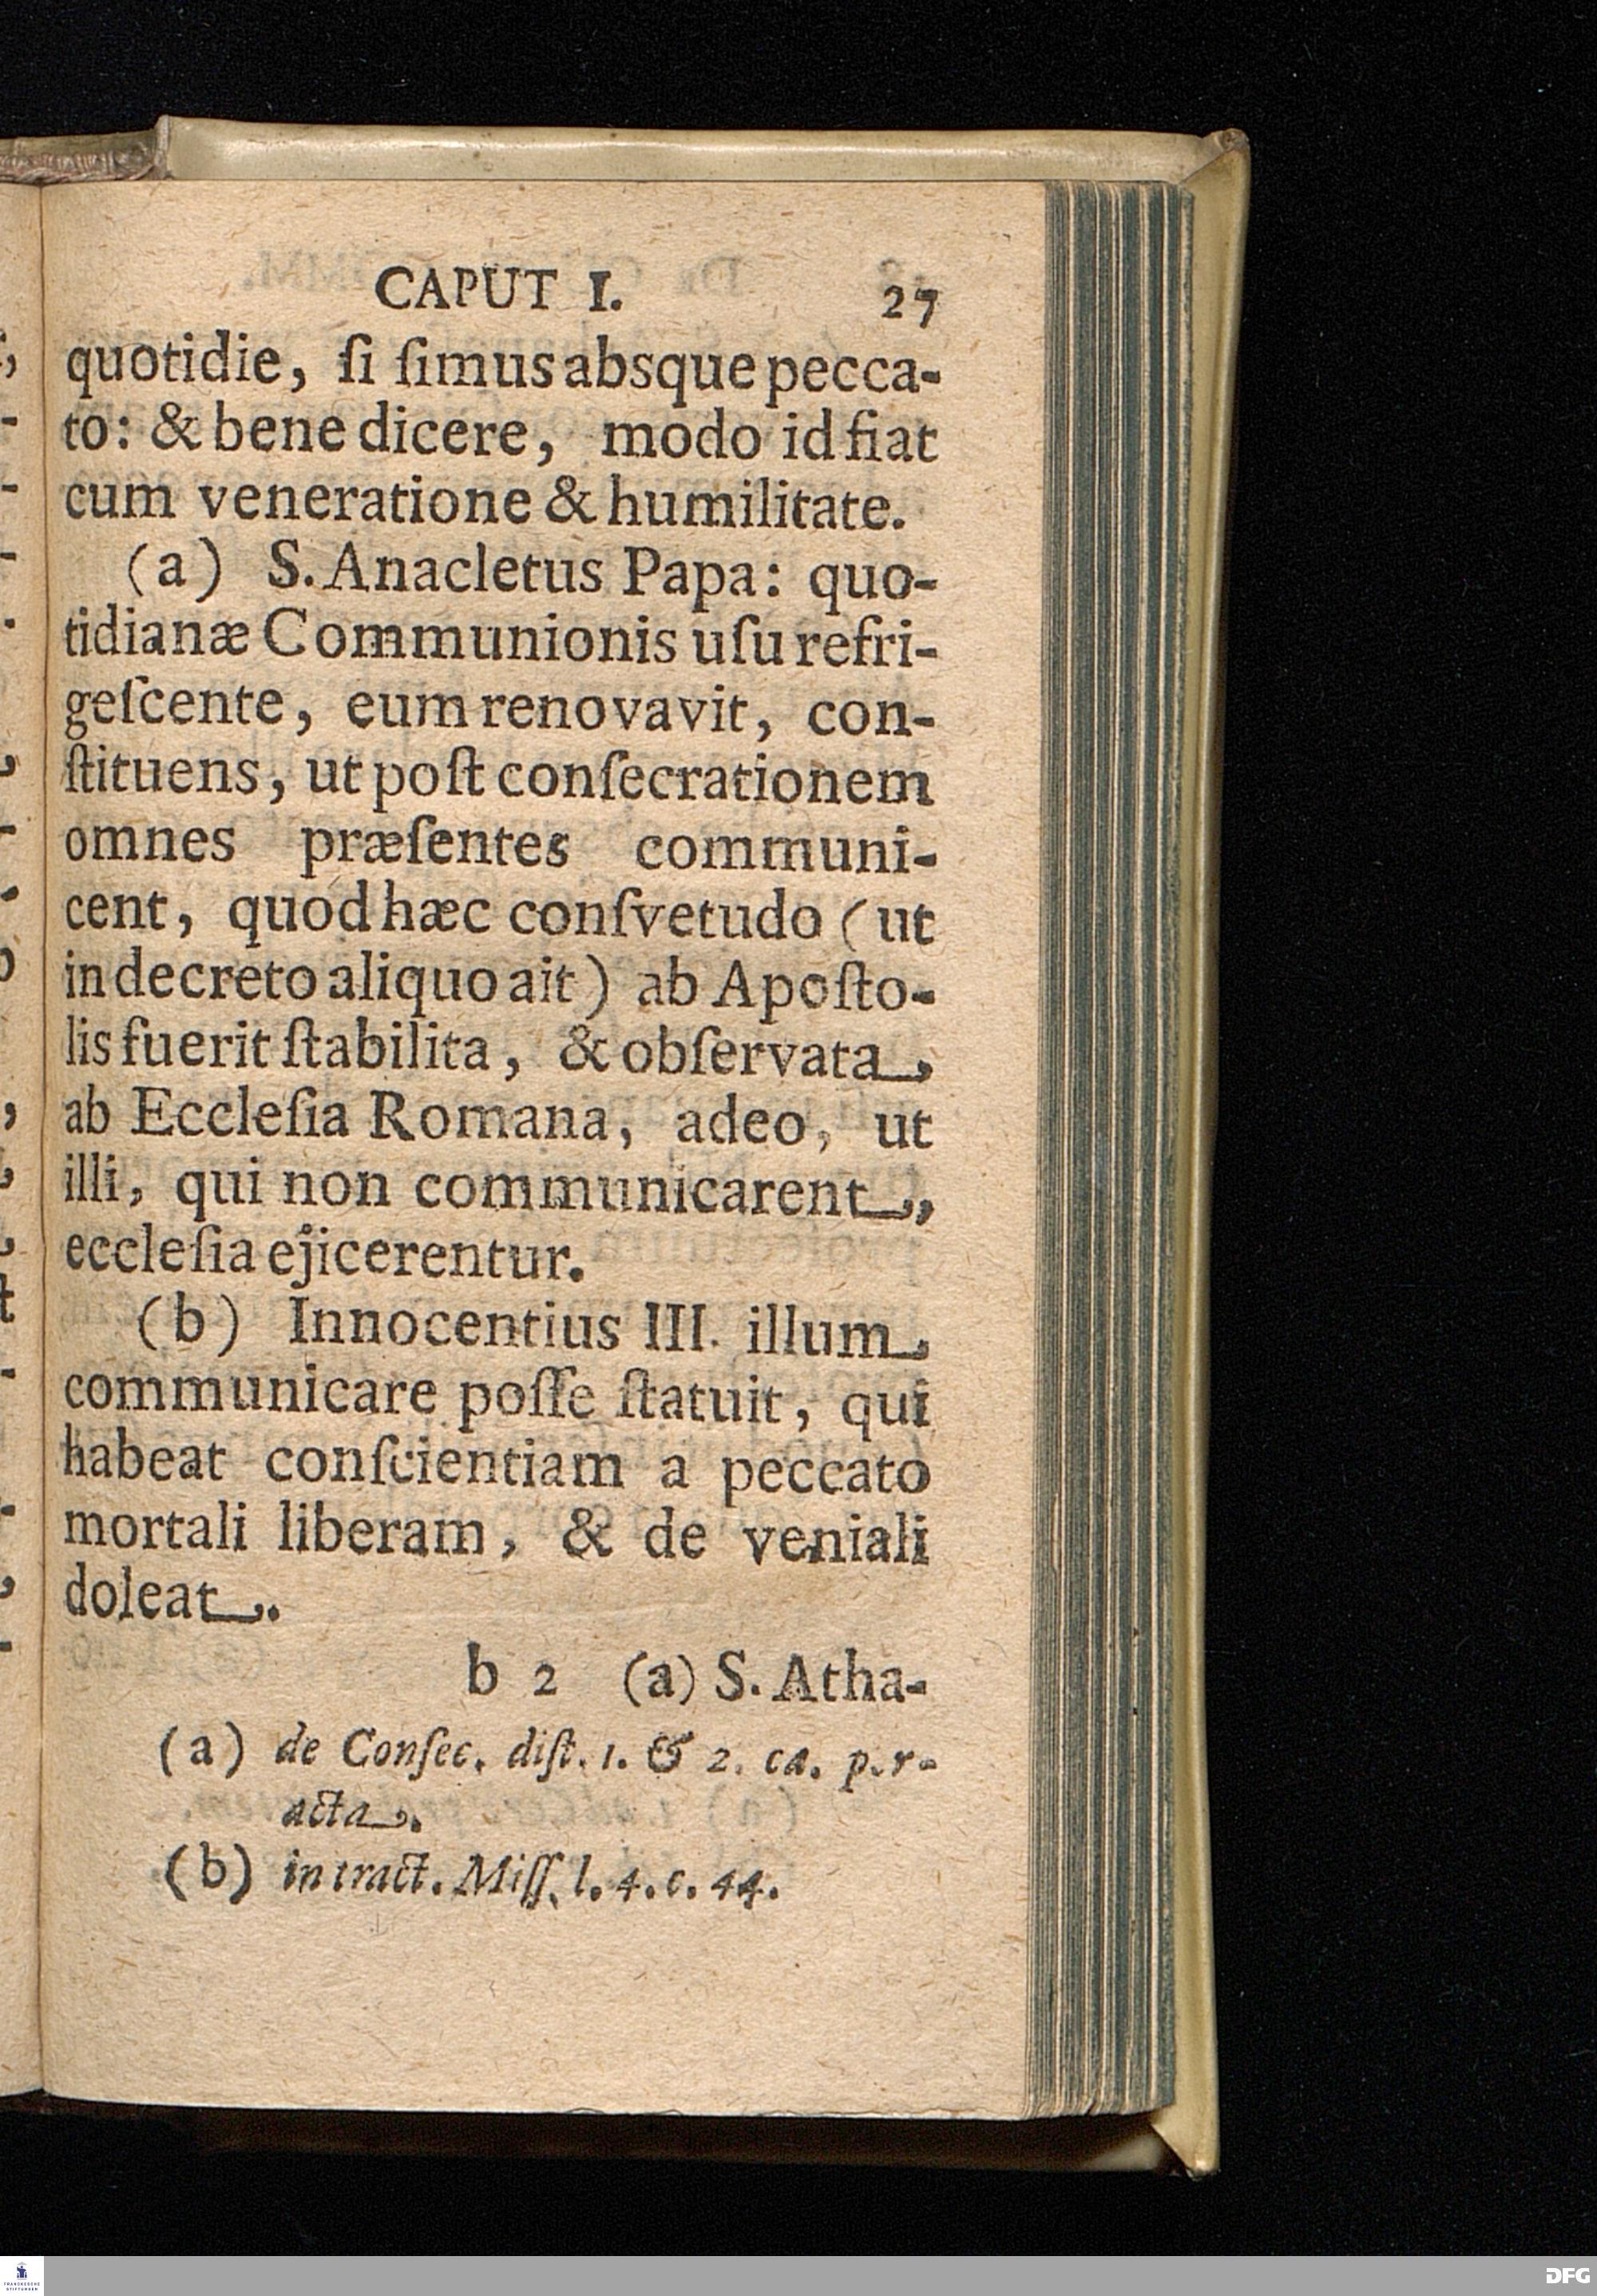 CAPUT I. 27
quotidie, ſi ſimus absque pecca-
to: & bene dicere, modo id fiat
cum veneratione & humilitate.
(a) S. Anacletus Papa: quo-
tidianæ Communionis uſu refri-
geſcente, eum renovavit, con-
ſtituens, ut poſt conſecrationem
omnes præſentes communi-
cent, quod hæc conſvetudo (ut
in decreto aliquo ait) ab Apoſto-
lis fuerit ſtabilita, & obſervata
ab Eccleſia Romana, adeo, ut
illi, qui non communicarent,
eccleſia ejicerentur.
(b) Innocentius III. illum
communicare poſſe ſtatuit, qui
habeat conſcientiam a peccato
mortali liberam, & de veniali
doleat.
b 2 (a) S. Atha-
(a) de Conſec. diſt. 1. & 2. ca. p.r-
acta.
(b) in tract. Miſſ. l. 4. c. 44.
FRANCKESCHE
STIFTUNGEN
DFG